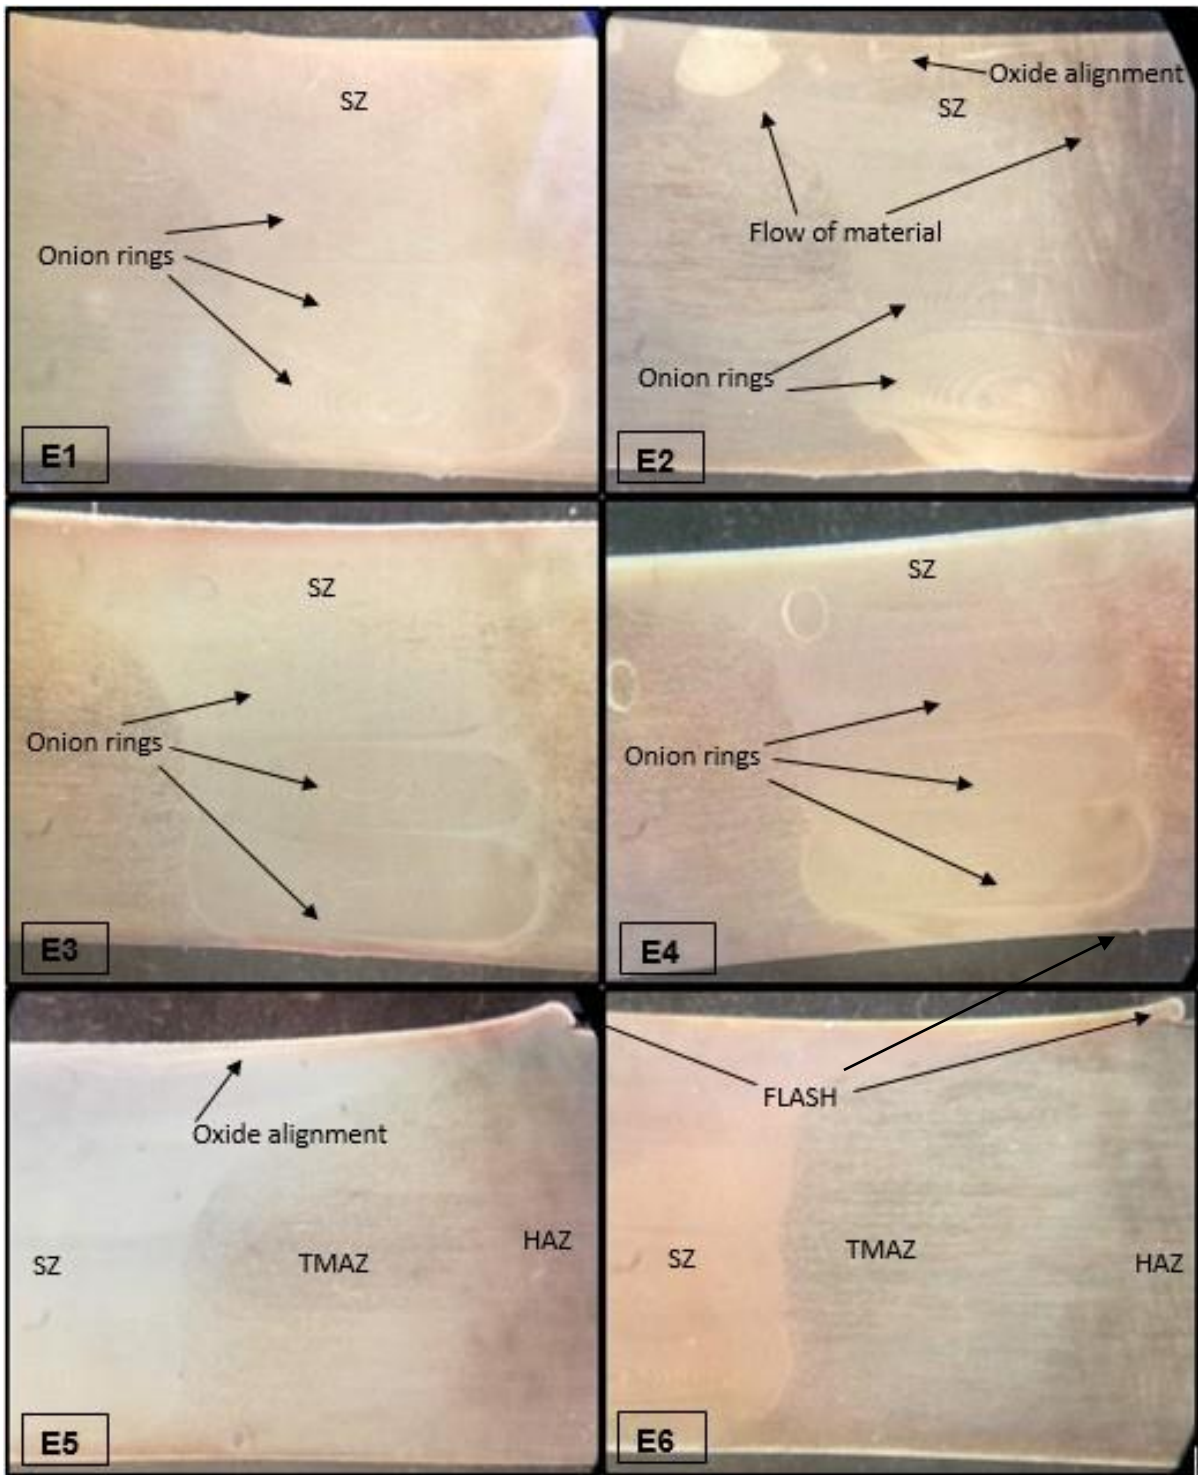 SZ
Onion rings
E1
Oxide alignment
SZ
Flow of material
Onion rings
E2
SZ
Onion rings
E3
SZ
Onion rings
E4
Oxide alignment
SZ
TMAZ
HAZ
E5
FLASH
SZ
TMAZ
HAZ
E6